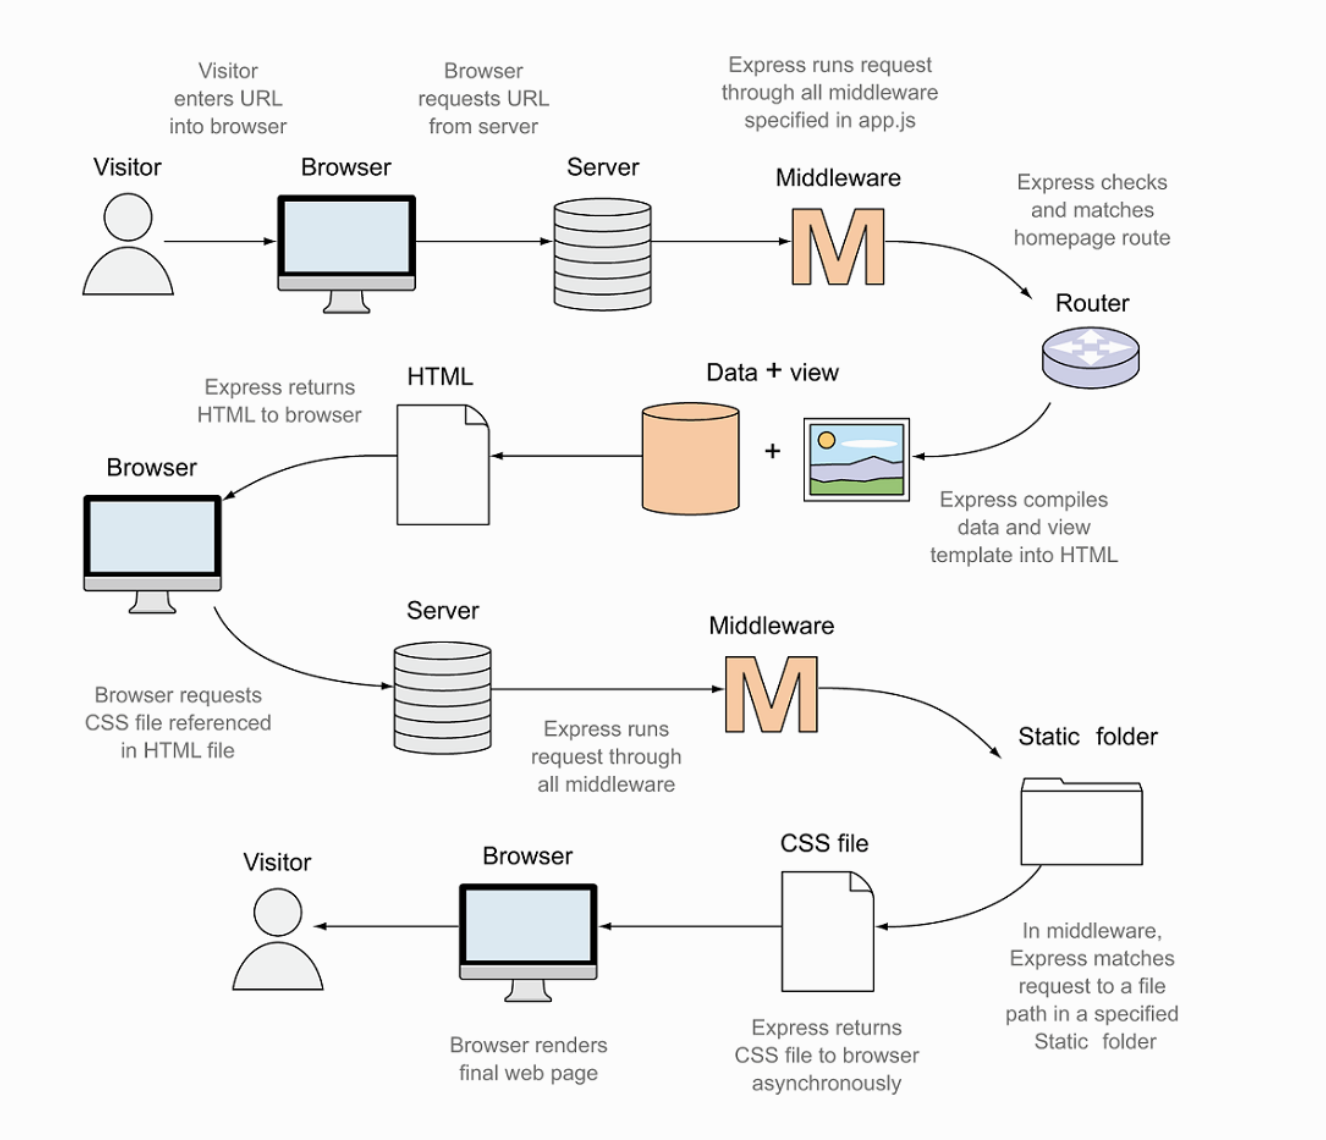 Visitor
enters URL
into browser
Browser
requests URL
from server
Express runs request
through all middleware
specified in app.js
Visitor
Browser
Server
Middleware
M
Express checks
and matches
homepage route
Router
Data + view
+
HTML
Express returns
HTML to browser
Express compiles
data and view
template into HTML
Browser
Browser requests
CSS file referenced
in HTML file
Server
Express runs
request through
all middleware
Middleware
M
Static folder
In middleware,
Express matches
request to a file
path in a specified
Static folder
CSS file
Express returns
CSS file to browser
asynchronously
Browser
Browser renders
final web page
Visitor